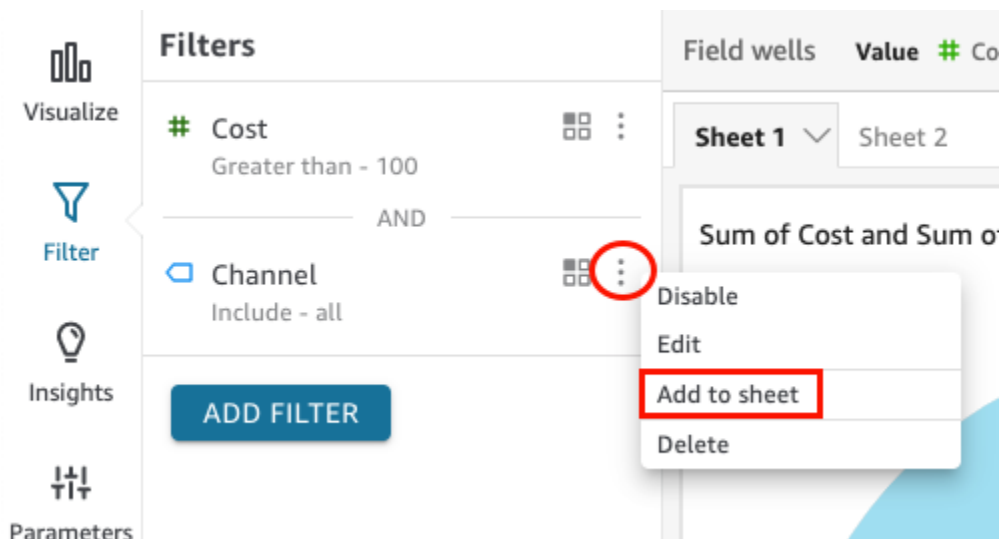 Visualize
Filter
Insights
Parameters
Filters
# Cost
Greater than - 100
AND
Channel
Include - all
ADD FILTER
Field wells Value # Co
Sheet 1 Sheet 2
Sum of Cost and Sum of
Disable
Edit
Add to sheet
Delete